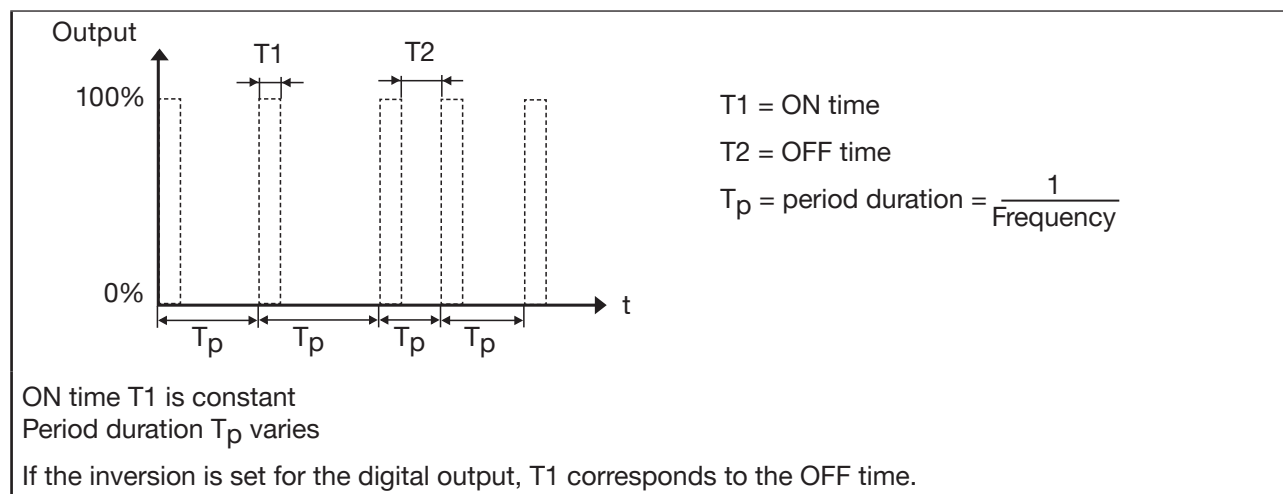 Output
T1
T2
100%
0%
t
Tp
Tp
Tp
Tp
T1 = ON time
T2 = OFF time
Tp = period duration = 1
Frequency
ON time T1 is constant
Period duration Tp varies
If the inversion is set for the digital output, T1 corresponds to the OFF time.